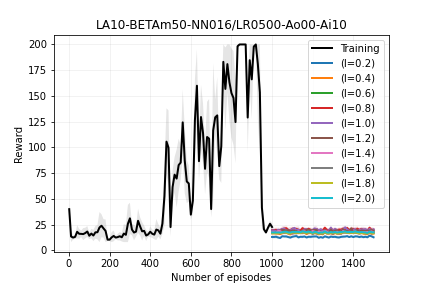 LA10-BETAm50-NN016/LR0500-Ao00-Ai10
200
175
150
125
100
75
50
25
0
Reward
Training
(l=0.2)
(l=0.4)
(l=0.6)
(l=0.8)
(l=1.0)
(l=1.2)
(l=1.4)
(l=1.6)
(l=1.8)
(l=2.0)
0 200 400 600 800 1000 1200 1400
Number of episodes